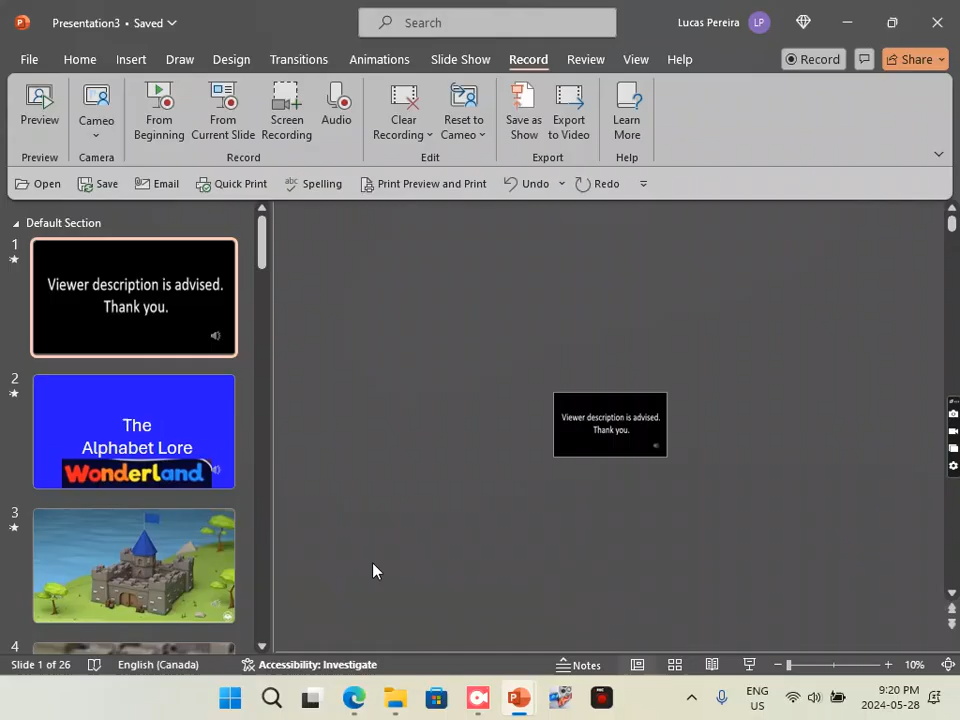 Presentation3 • Saved
Search
Lucas Pereira
LP
File
Home
Insert
Draw
Design
Transitions
Animations
Slide Show
Record
Review
View
Help
Record
Share
Preview
Cameo
From Beginning
From Current Slide
Screen Recording
Audio
Clear Recording
Reset to Cameo
Save as Show
Export to Video
Learn More
Preview
Camera
Record
Edit
Export
Help
Open
Save
Email
Quick Print
abc Spelling
Print Preview and Print
Undo
Redo
Default Section
1
Viewer description is advised.
Thank you.
2
The
Alphabet Lore
Wonderland
3
4
Viewer description is advised.
Thank you.
Slide 1 of 26
English (Canada)
Accessibility: Investigate
Notes
10%
ENG
US
9:20 PM
2024-05-28